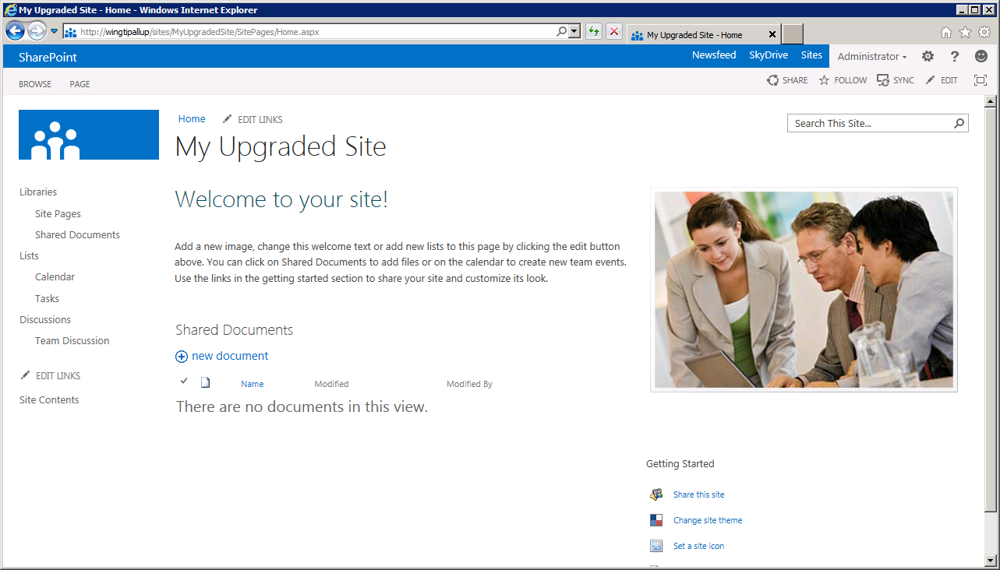 My Upgraded Site - Home - Windows Internet Explorer
http://wingtipallup/sites/MyUpgradedSite/SitePages/Home.aspx
My Upgraded Site - Home
SharePoint
Newsfeed SkyDrive Sites Administrator
BROWSE PAGE
SHARE FOLLOW SYNC EDIT
Home EDIT LINKS
Search This Site...
My Upgraded Site
Libraries
Site Pages
Shared Documents
Lists
Calendar
Tasks
Discussions
Team Discussion
EDIT LINKS
Site Contents
Welcome to your site!
Add a new image, change this welcome text or add new lists to this page by clicking the edit button
above. You can click on Shared Documents to add files or on the calendar to create new team events.
Use the links in the getting started section to share your site and customize its look.
Shared Documents
new document
Name Modified Modified By
There are no documents in this view.
Getting Started
Share this site
Change site theme
Set a site icon